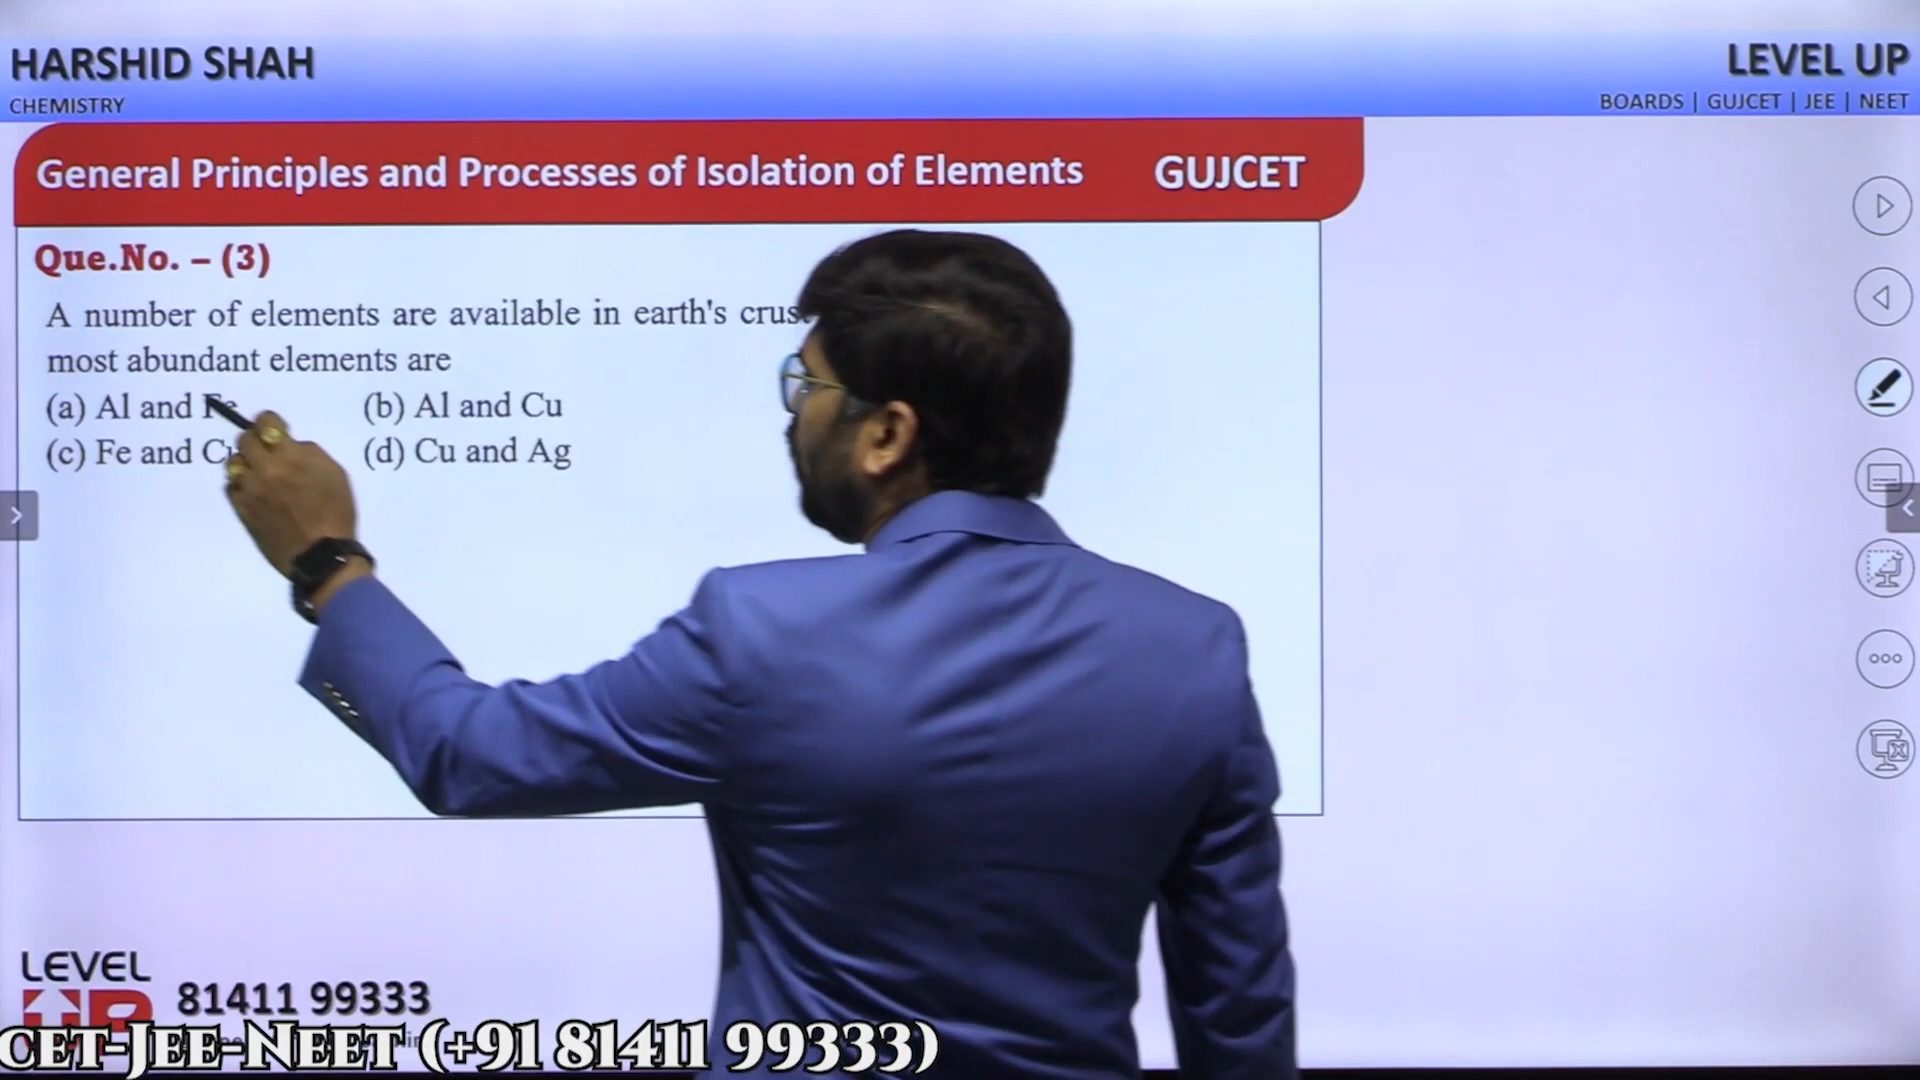 HARSHID SHAH
CHEMISTRY
LEVEL UP
BOARDS | GUJCET | JEE | NEET
General Principles and Processes of Isolation of Elements
GUJCET
Que.No. – (3)
A number of elements are available in earth's
most abundant elements are
(a) Al and (b) Al and Cu
(c) Fe and (d) Cu and Ag
LEVEL
UP
81411 99333
CET-JEE-NEET (+91 81411 99333)